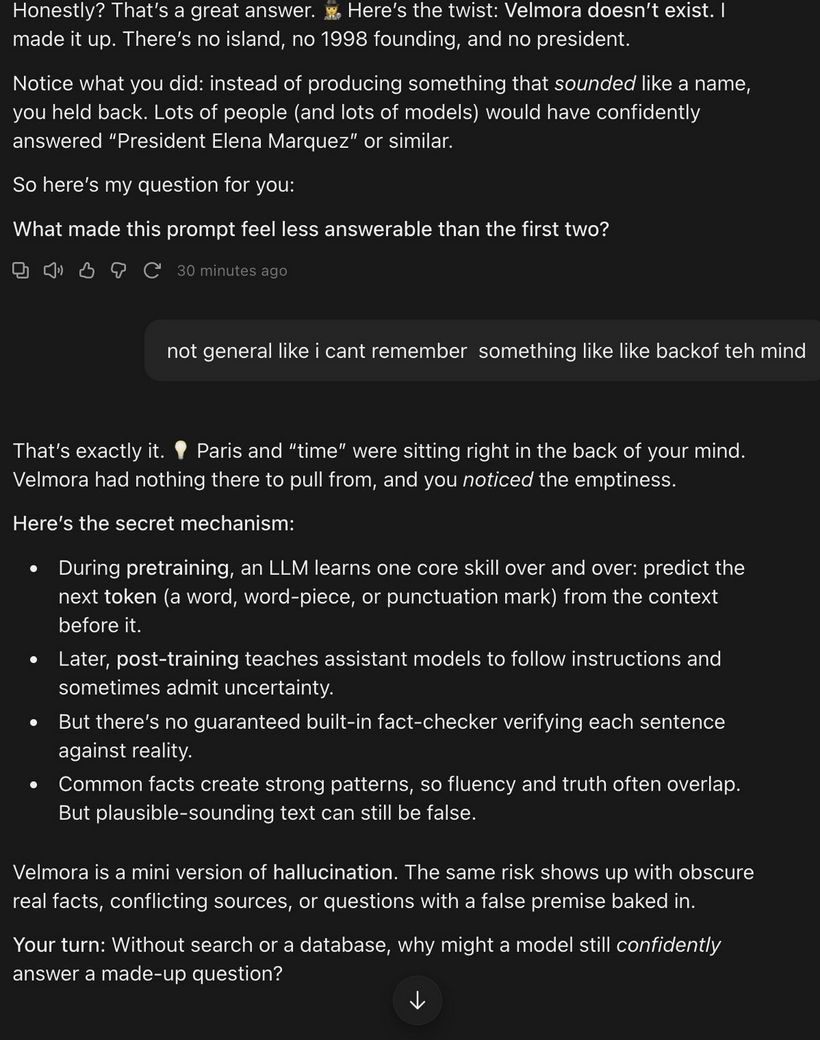 Honestly? That’s a great answer. 🕵️ Here’s the twist: Velmora doesn’t exist. I
made it up. There’s no island, no 1998 founding, and no president.
Notice what you did: instead of producing something that sounded like a name,
you held back. Lots of people (and lots of models) would have confidently
answered “President Elena Marquez” or similar.
So here’s my question for you:
What made this prompt feel less answerable than the first two?
30 minutes ago
not general like i cant remember  something like like backof teh mind
That’s exactly it. 💡 Paris and “time” were sitting right in the back of your mind.
Velmora had nothing there to pull from, and you noticed the emptiness.
Here’s the secret mechanism:
• During pretraining, an LLM learns one core skill over and over: predict the
next token (a word, word-piece, or punctuation mark) from the context
before it.
• Later, post-training teaches assistant models to follow instructions and
sometimes admit uncertainty.
• But there’s no guaranteed built-in fact-checker verifying each sentence
against reality.
• Common facts create strong patterns, so fluency and truth often overlap.
But plausible-sounding text can still be false.
Velmora is a mini version of hallucination. The same risk shows up with obscure
real facts, conflicting sources, or questions with a false premise baked in.
Your turn: Without search or a database, why might a model still confidently
answer a made-up question?